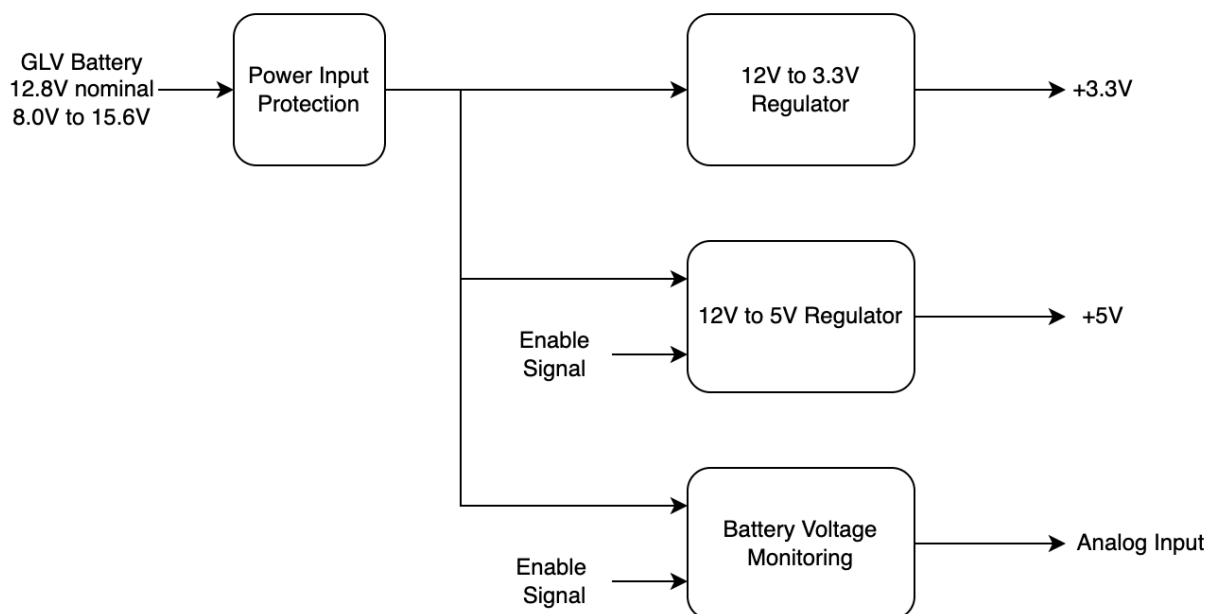 GLV Battery
12.8V nominal
8.0V to 15.6V
Power Input
Protection
12V to 3.3V
Regulator
+3.3V
12V to 5V Regulator
Enable
Signal
+5V
Battery Voltage
Monitoring
Enable
Signal
Analog Input